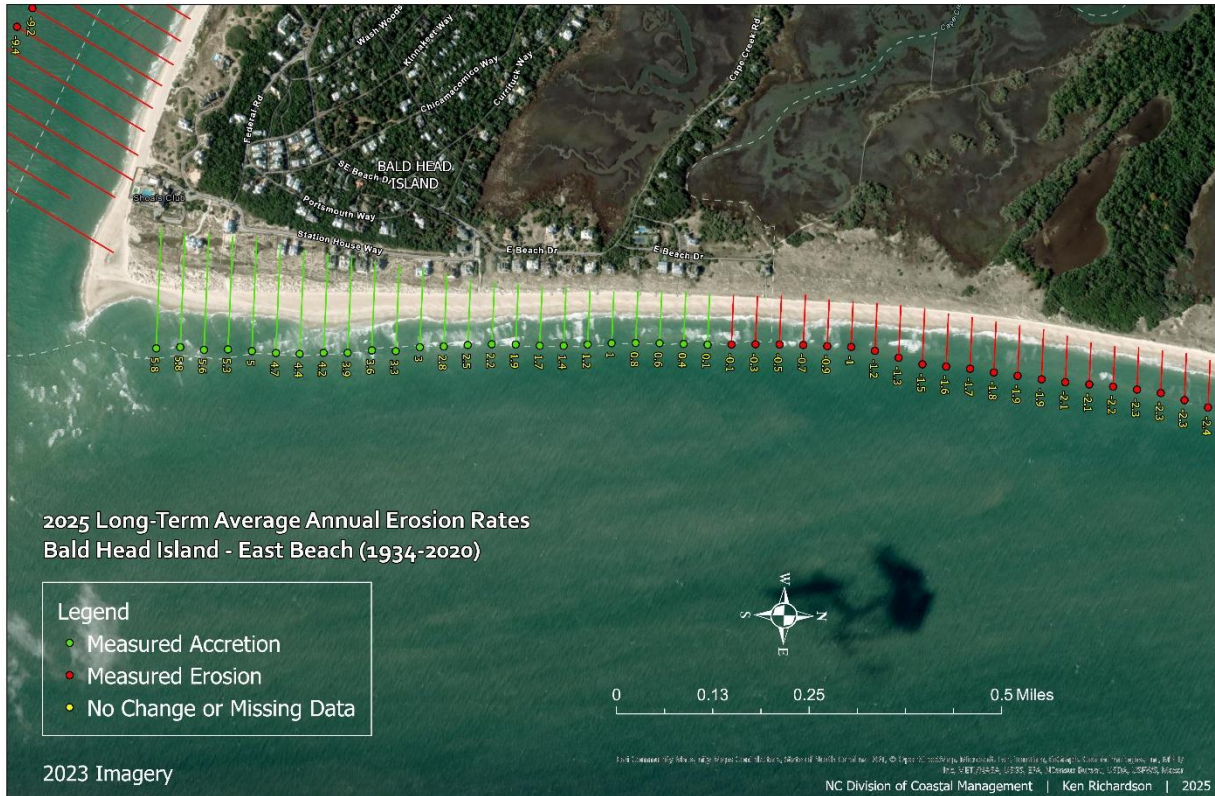 -9.2
-9.4
Wash Woods
Kinnakeet Way
Chicamacomico Way
Currituck Way
Federal Rd
Cape Creek Rd
SE Beach Dr
BALD HEAD
ISLAND
Shoals Club
Portsmouth Way
Station House Way
E Beach Dr
E Beach Dr
5.8
5.8
5.6
5.3
5
4.7
4.4
4.2
3.9
3.6
3.3
3
2.8
2.5
2.2
1.9
1.7
1.4
1.2
1
0.8
0.6
0.4
0.1
-0.1
-0.3
-0.5
-0.7
-0.9
-1
-1.2
-1.3
-1.5
-1.6
-1.7
-1.8
-1.9
-1.9
-2.1
-2.1
-2.2
-2.3
-2.3
-2.3
-2.4
2025 Long-Term Average Annual Erosion Rates
Bald Head Island - East Beach (1934-2020)
Legend
Measured Accretion
Measured Erosion
No Change or Missing Data
W
S N
E
0 0.13 0.25 0.5 Miles
2023 Imagery
NC Division of Coastal Management | Ken Richardson | 2025